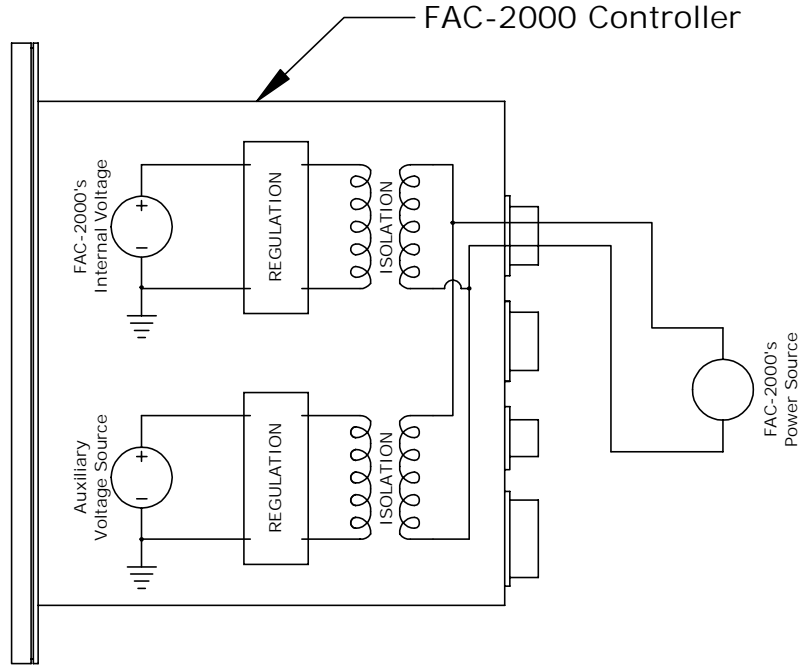 FAC-2000 Controller
FAC-2000's
Internal Voltage
+
−
REGULATION
ISOLATION
Auxiliary
Voltage Source
+
−
REGULATION
ISOLATION
FAC-2000's
Power Source